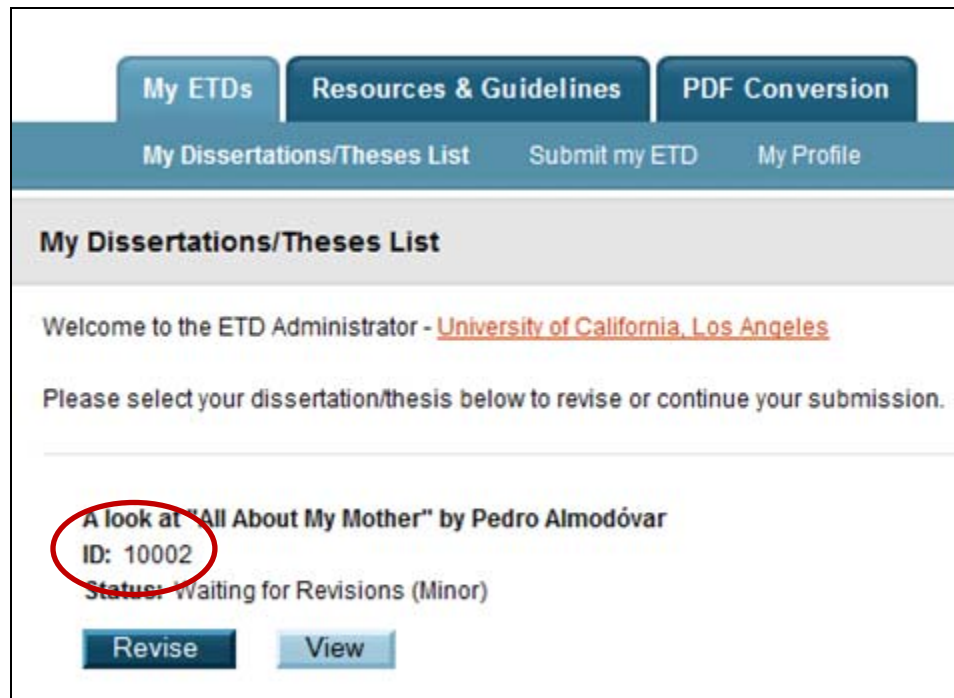 My ETDs Resources & Guidelines PDF Conversion
My Dissertations/Theses List Submit my ETD My Profile
My Dissertations/Theses List
Welcome to the ETD Administrator - University of California, Los Angeles
Please select your dissertation/thesis below to revise or continue your submission.
A look at "All About My Mother" by Pedro Almodóvar
ID: 10002
Status: Waiting for Revisions (Minor)
Revise View